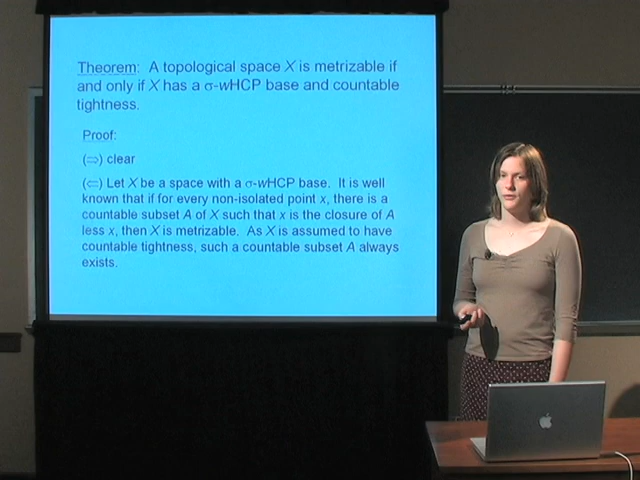 Theorem: A topological space X is metrizable if
and only if X has a σ-wHCP base and countable
tightness.
Proof:
(⇒) clear
(⇐) Let X be a space with a σ-wHCP base. It is well
known that if for every non-isolated point x, there is a
countable subset A of X such that x is the closure of A
less x, then X is metrizable. As X is assumed to have
countable tightness, such a countable subset A always
exists.